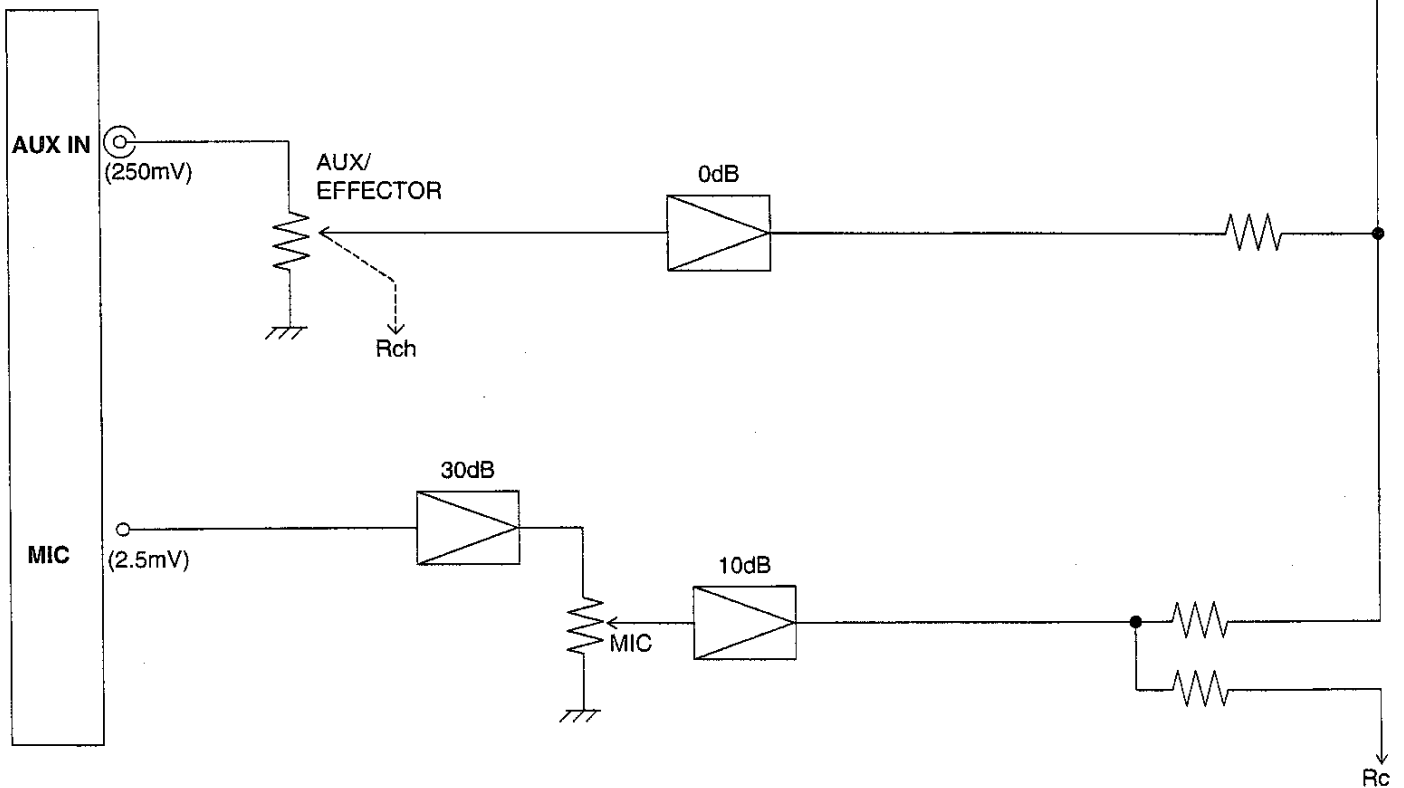 AUX IN
(250mV)
AUX/
EFFECTOR
0dB
Rch
30dB
MIC
(2.5mV)
10dB
MIC
Rc